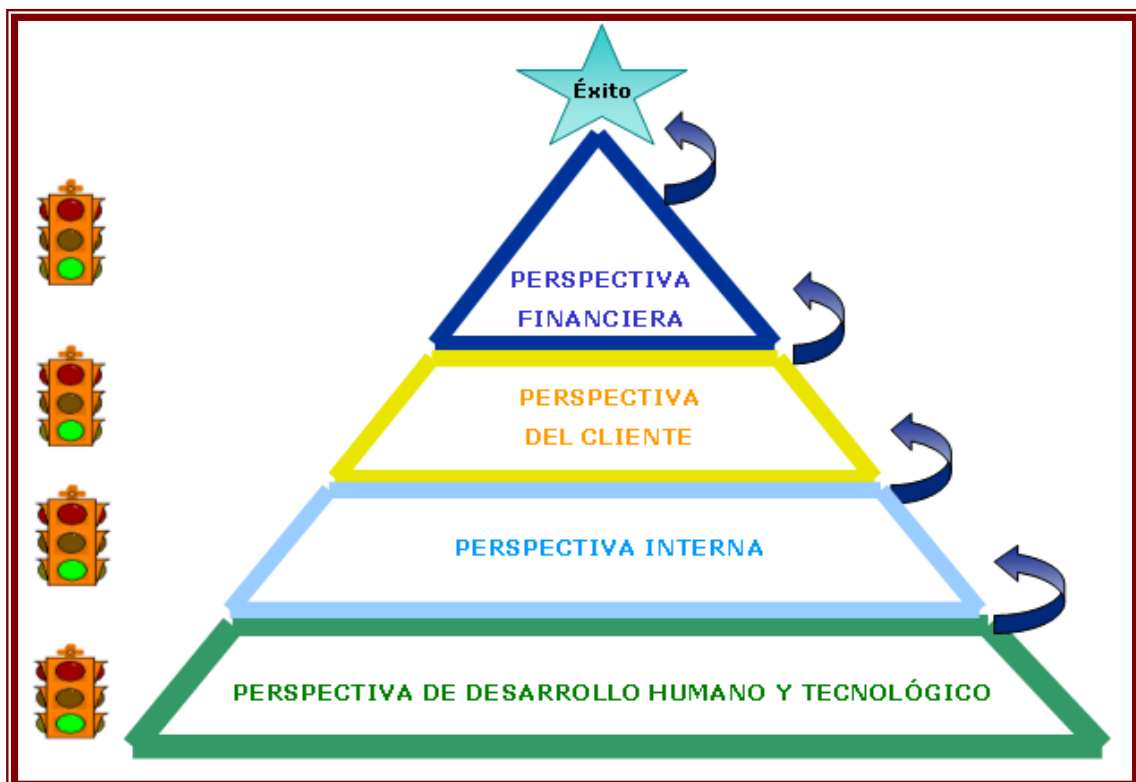 Éxito
PERSPECTIVA
FINANCIERA
PERSPECTIVA
DEL CLIENTE
PERSPECTIVA INTERNA
PERSPECTIVA DE DESARROLLO HUMANO Y TECNOLÓGICO